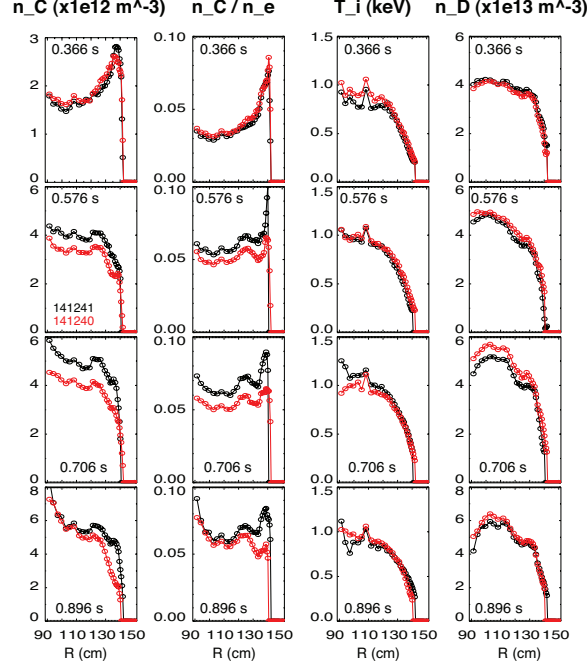 n_C (x1e12 m^-3) n_C / n_e T_i (keV) n_D (x1e13 m^-3)
3 0.366 s 0.10 0.366 s 1.5 0.366 s 6 0.366 s
2 0.05 1.0 4
1 0.5 2
0 0.00 0.0 0
6 0.576 s 0.10 0.576 s 1.5 0.576 s 6 0.576 s
4 0.05 1.0 4
2 0.5 2
141241
141240
0 0.00 0.0 0
6 0.10 1.5 6
4 0.05 1.0 4
2 0.5 2
0.706 s 0.706 s 0.706 s 0.706 s
0 0.00 0.0 0
8 0.10 1.5 8
6 1.0 6
4 0.05 4
2 0.5 2
0.896 s 0.896 s 0.896 s 0.896 s
0 0.00 0.0 0
90 110 130 150 90 110 130 150 90 110 130 150 90 110 130 150
R (cm) R (cm) R (cm) R (cm)